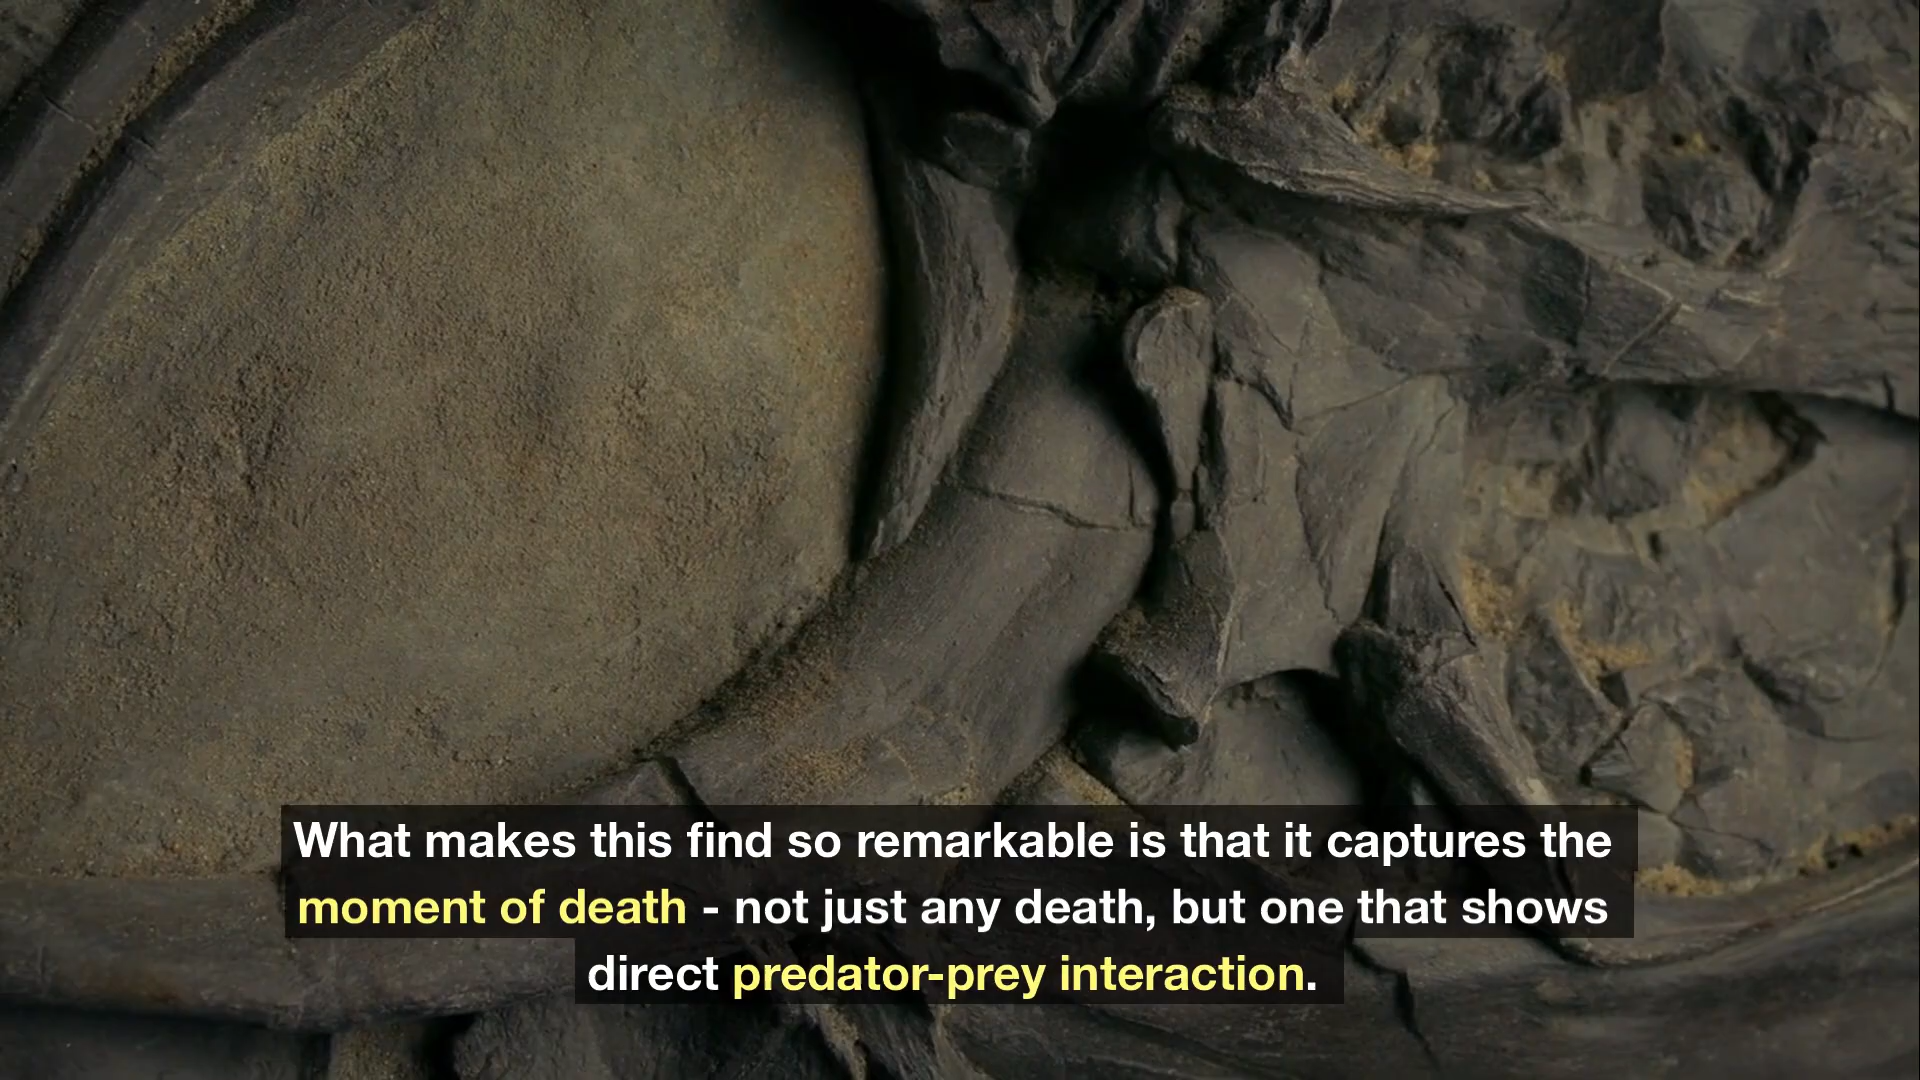 What makes this find so remarkable is that it captures the
moment of death - not just any death, but one that shows
direct predator-prey interaction.